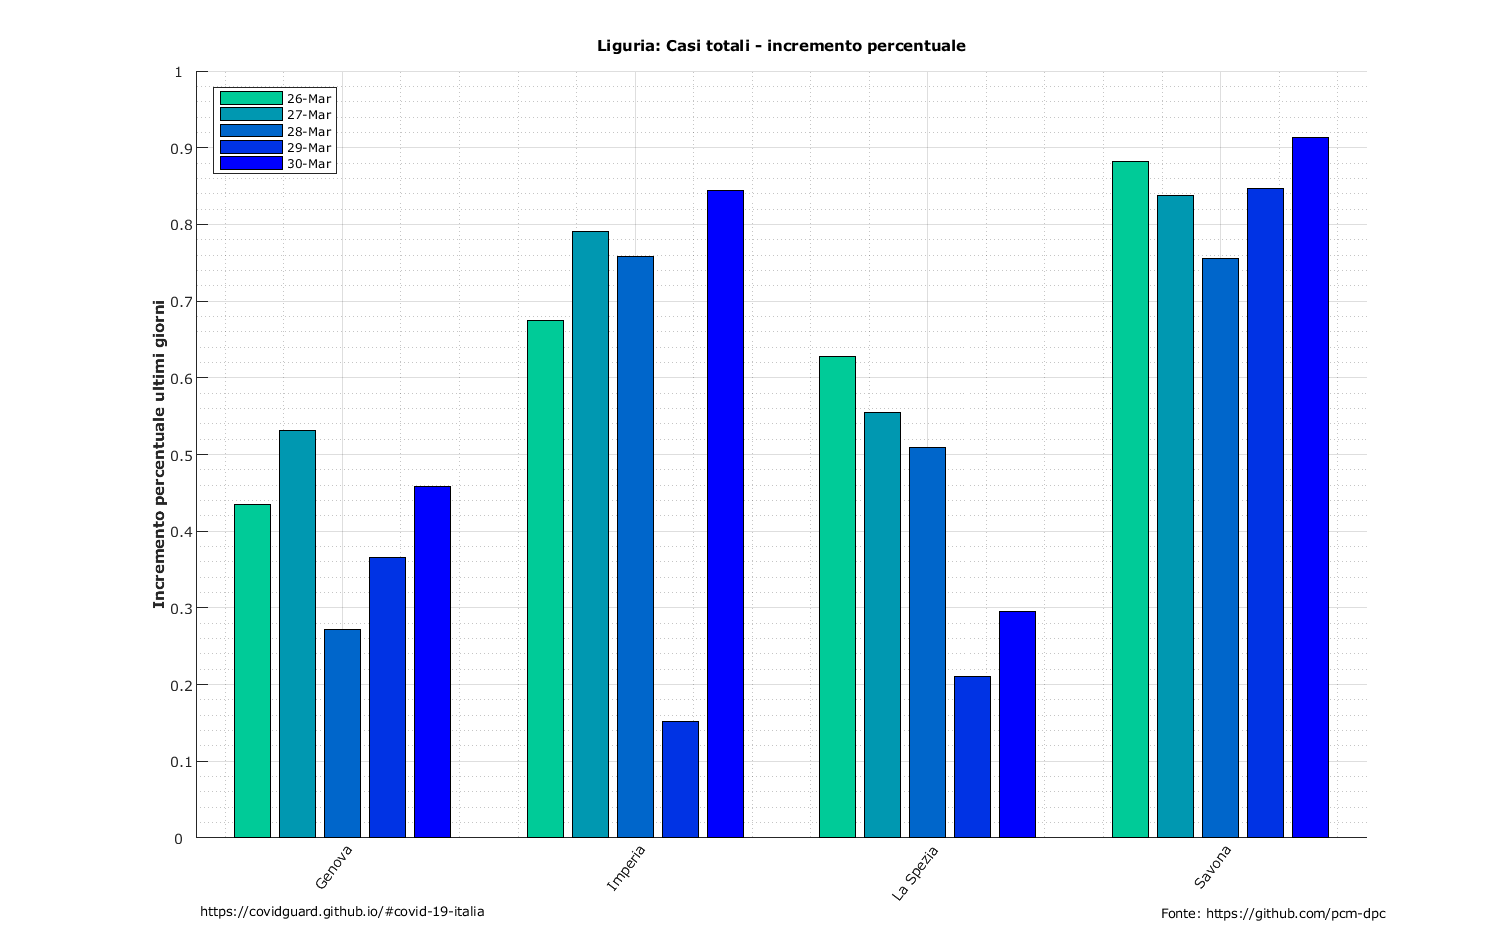 Liguria: Casi totali - incremento percentuale
1
0.9
0.8
0.7
0.6
0.5
0.4
0.3
0.2
0.1
0
Incremento percentuale ultimi giorni
26-Mar
27-Mar
28-Mar
29-Mar
30-Mar
Genova
Imperia
La Spezia
Savona
https://covidguard.github.io/#covid-19-italia
Fonte: https://github.com/pcm-dpc